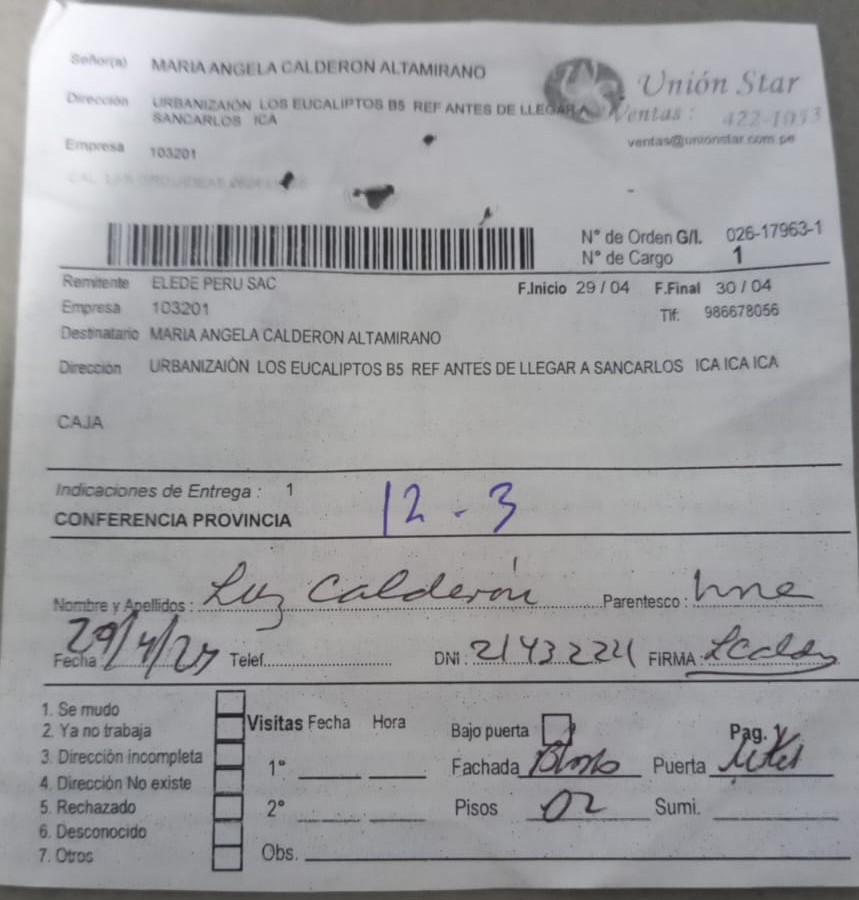 Señor(a) MARIA ANGELA CALDERON ALTAMIRANO
Unión Star
Dirección URBANIZAIÓN LOS EUCALIPTOS B5 REF ANTES DE LLEGAR A
SANCARLOS ICA
Ventas: 422-1053
ventas@unionstar.com.pe
Empresa 103201
N° de Orden G/I. 026-17963-1
N° de Cargo 1
Remitente ELEDE PERU SAC
F.Inicio 29 / 04 F.Final 30 / 04
Empresa 103201
Tlf: 986678056
Destinatario MARIA ANGELA CALDERON ALTAMIRANO
Dirección URBANIZAIÓN LOS EUCALIPTOS B5 REF ANTES DE LLEGAR A SANCARLOS ICA ICA ICA
CAJA
Indicaciones de Entrega : 1
12 - 3
CONFERENCIA PROVINCIA
Nombre y Apellidos : Luz Calderón Parentesco :
Fecha 29/4/ Telef. DNI : 21432221 FIRMA :
1. Se mudo
2. Ya no trabaja
3. Dirección incompleta
4. Dirección No existe
5. Rechazado
6. Desconocido
7. Otros
Visitas Fecha Hora
1°
2°
Obs.
Bajo puerta Pag.
Fachada Puerta
Pisos 02 Sumi.